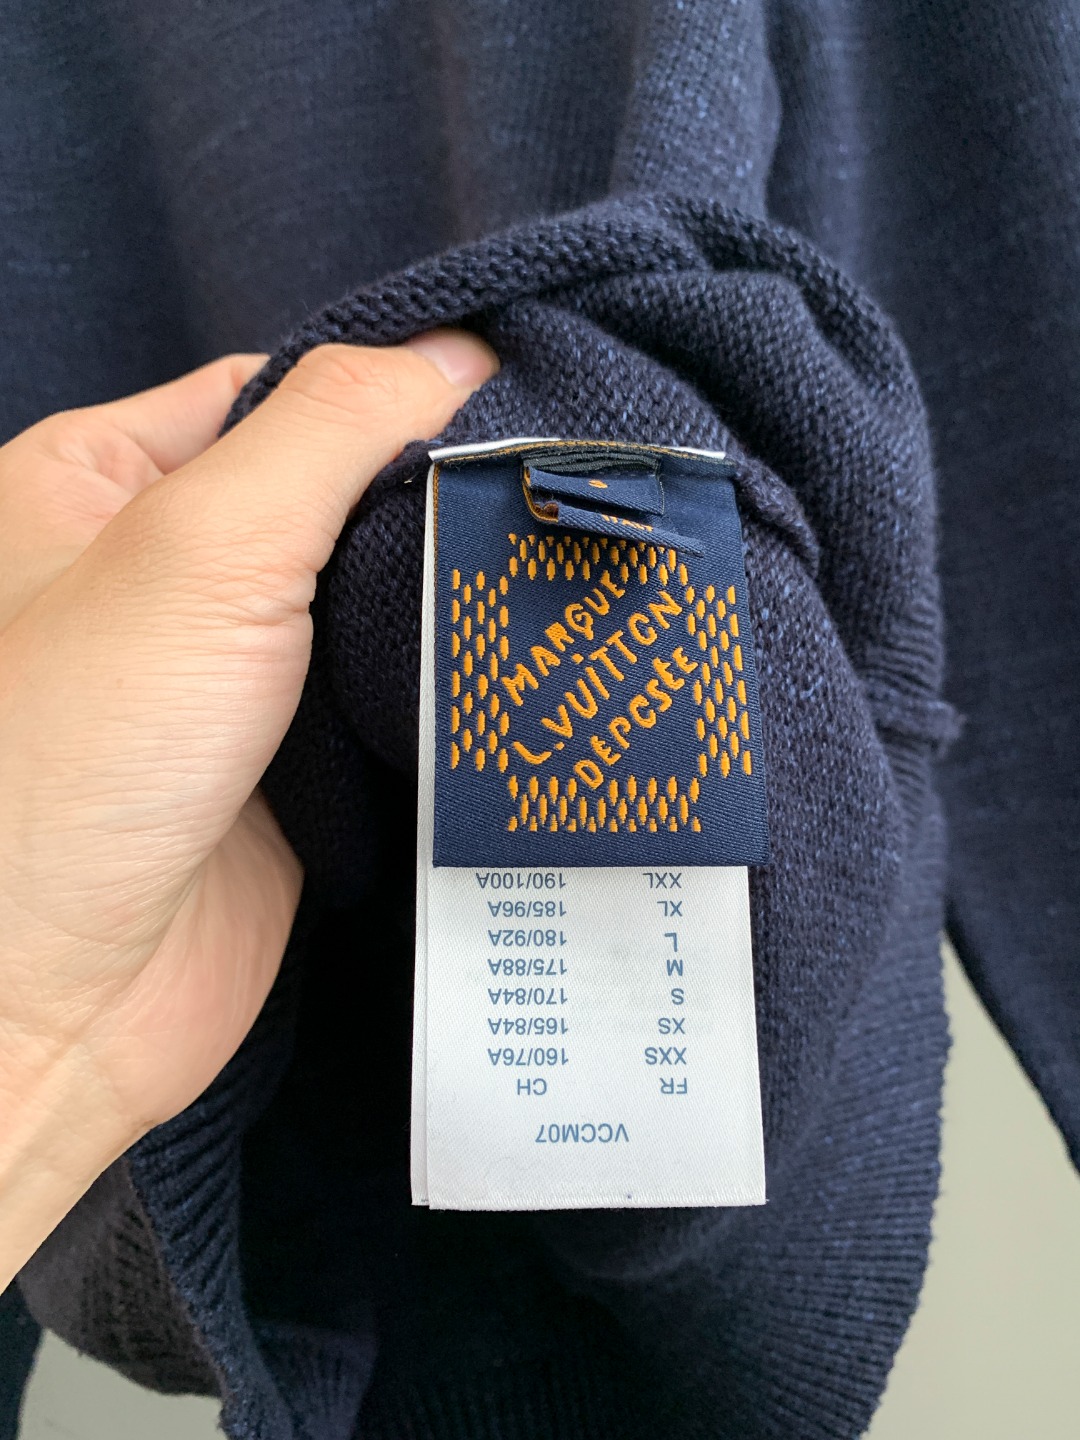 S
ITALY
MARQUE
L.VUITTON
DÉPOSÉE
VCCM07
FR CH
XXS 160/76A
XS 165/84A
S 170/84A
M 175/88A
L 180/92A
XL 185/96A
XXL 190/100A